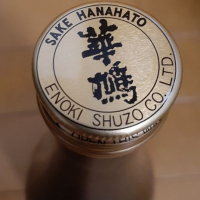 SAKE HANAHATO
華鳩
ENOKI SHUZO CO., LTD.